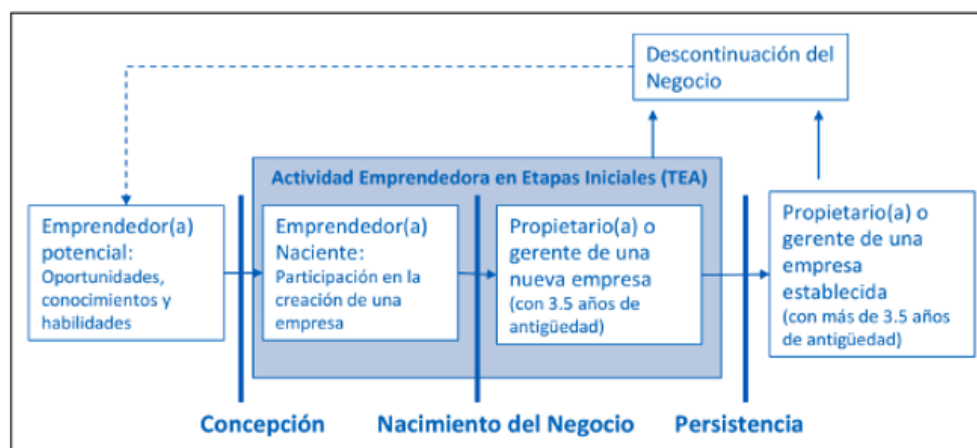 Descontinuación del
Negocio
Actividad Emprendedora en Etapas Iniciales (TEA)
Emprendedor(a)
potencial:
Oportunidades,
conocimientos y
habilidades
Emprendedor(a)
Naciente:
Participación en la
creación de una
empresa
Propietario(a) o
gerente de una
nueva empresa
(con 3.5 años de
antigüedad)
Propietario(a) o
gerente de una
empresa
establecida
(con más de 3.5 años
de antigüedad)
Concepción
Nacimiento del Negocio
Persistencia